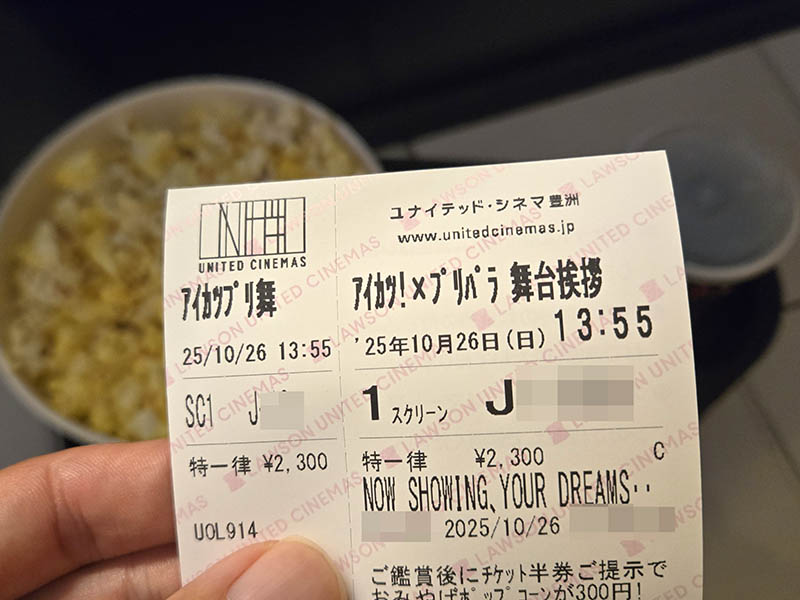 UNITED CINEMAS
アイカツプリ舞
25/10/26 13:55
SC1 J
特一律 ¥2,300
UOL914
ユナイテッド・シネマ豊洲
www.unitedcinemas.jp
アイカツ!×プリパラ 舞台挨拶
'25年10月26日(日) 13:55
1 スクリーン J
特一律 ¥2,300 C
NOW SHOWING、YOUR DREAMS‥
2025/10/26
ご鑑賞後にチケット半券ご提示で
おみやげポップコーンが300円!
LAWSON UNITED CINEMAS